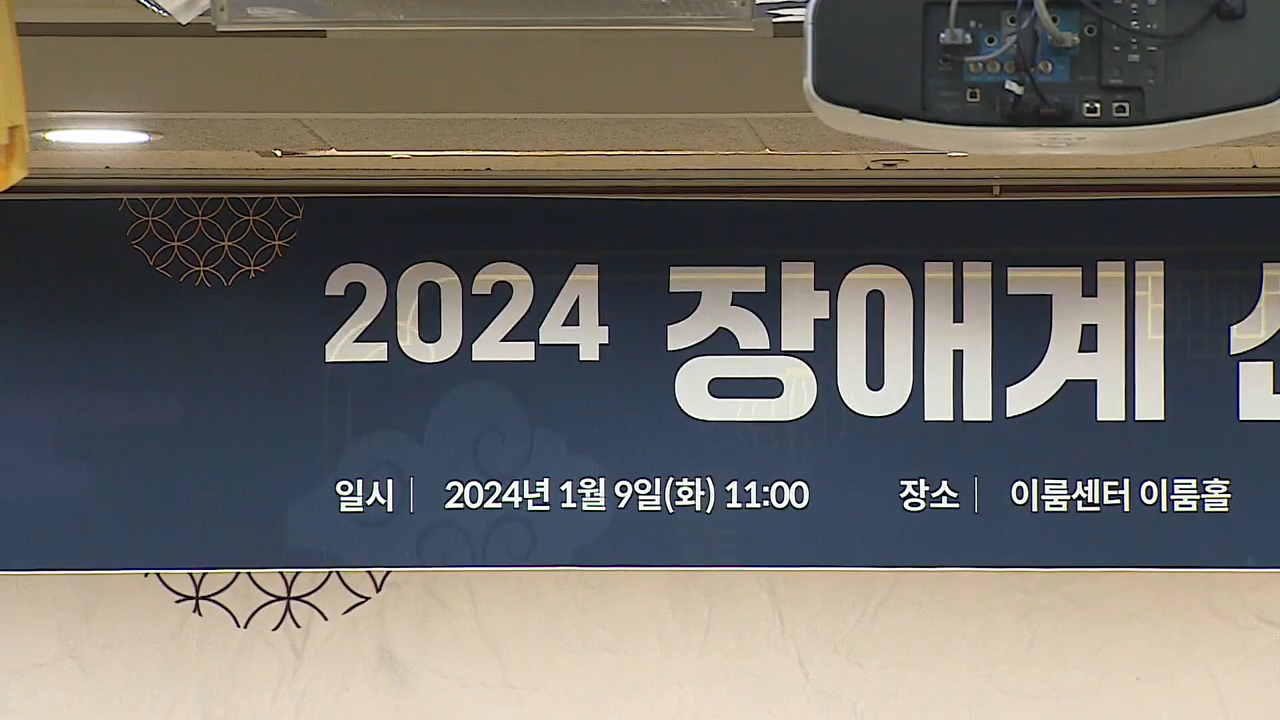 2024 장애계
일시 | 2024년 1월 9일(화) 11:00 장소 | 이룸센터 이룸홀